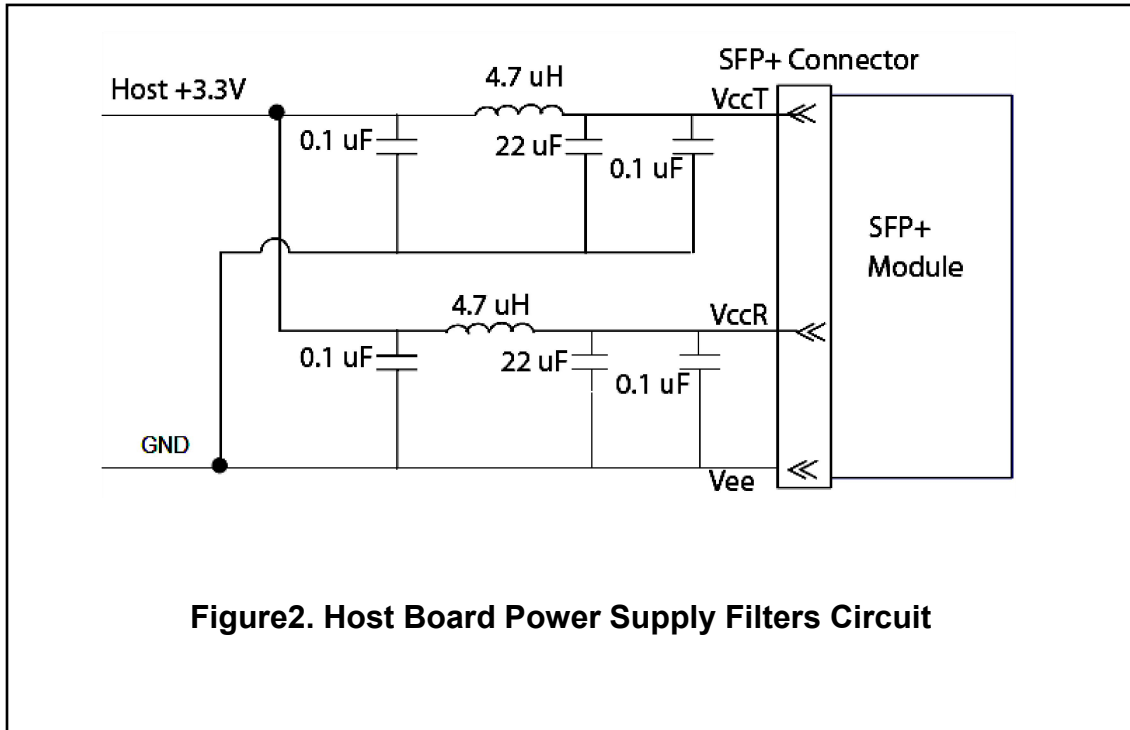 SFP+ Connector
Host +3.3V
4.7 uH
VccT
0.1 uF
22 uF
0.1 uF
SFP+
Module
4.7 uH
VccR
0.1 uF
22 uF
0.1 uF
GND
Vee
Figure2. Host Board Power Supply Filters Circuit